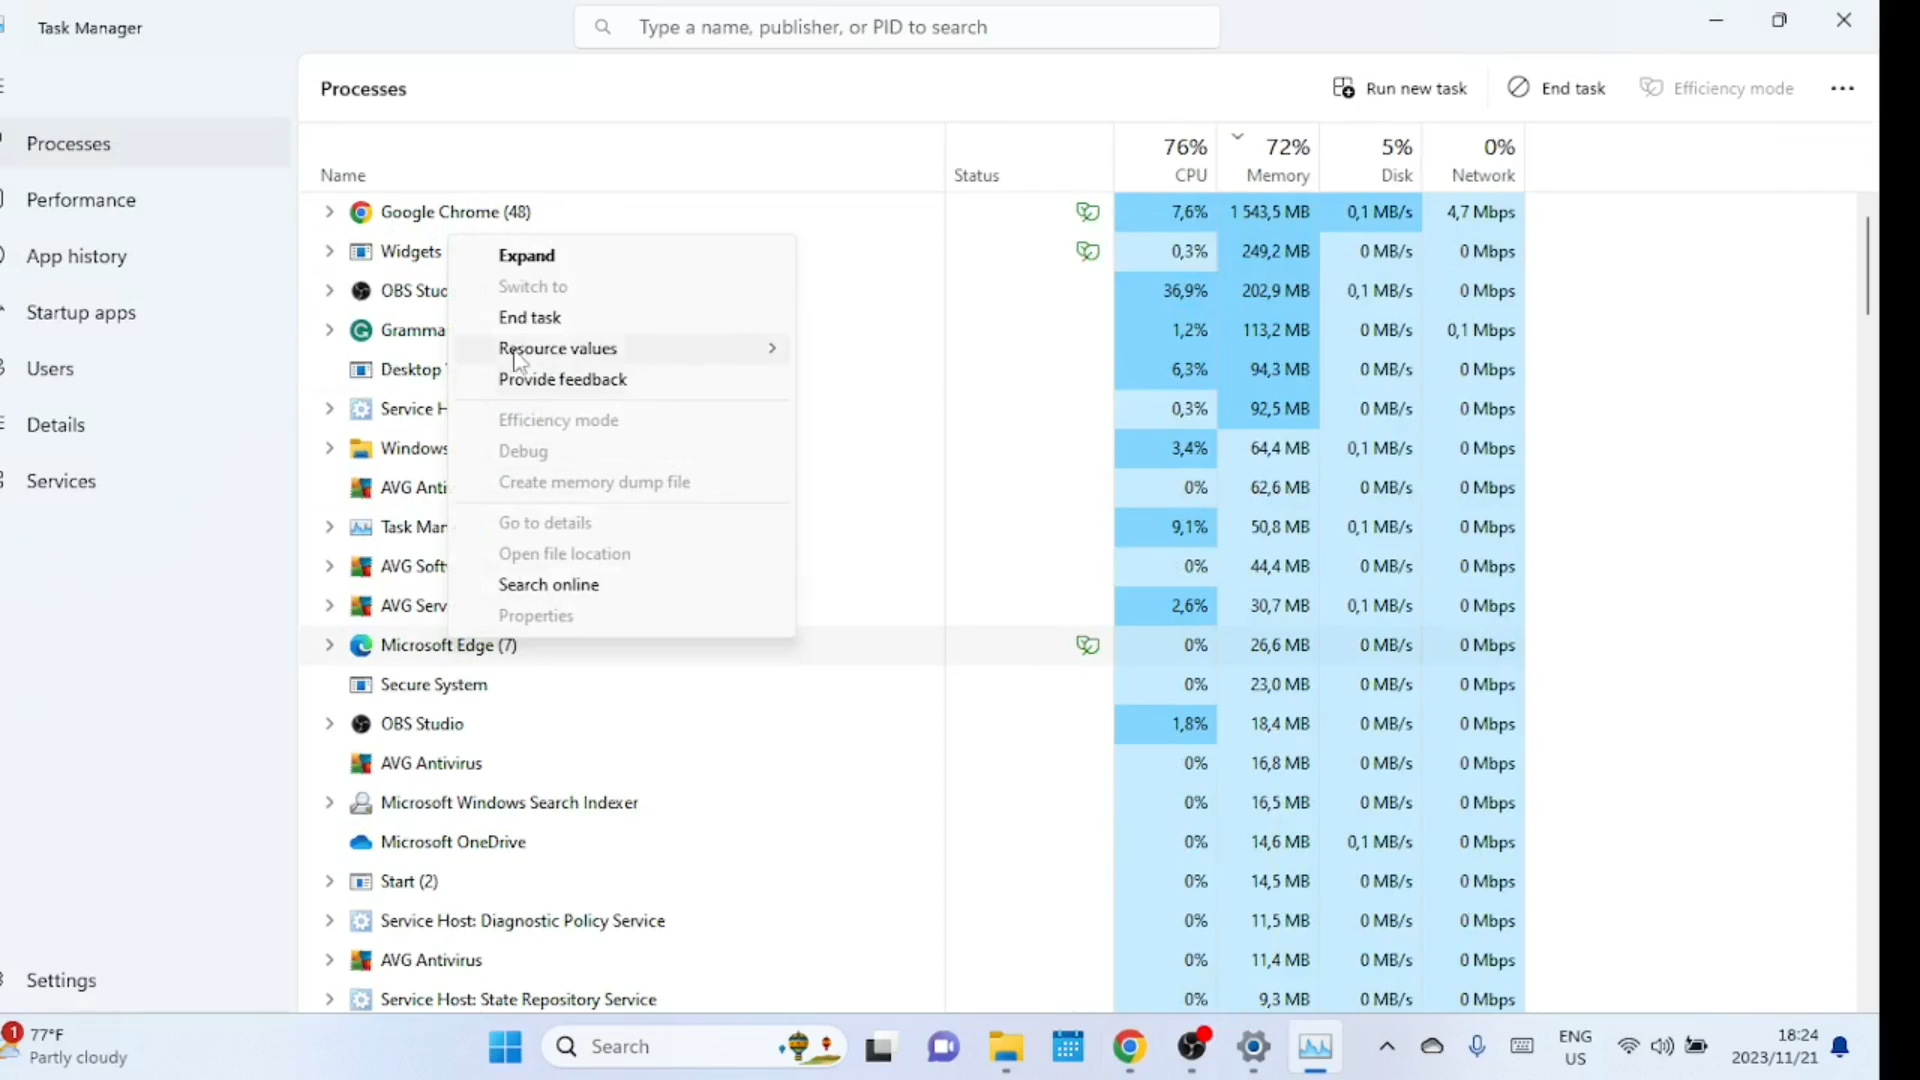 Task Manager
Type a name, publisher, or PID to search
Processes
Run new task
End task
Efficiency mode
Processes
Performance
App history
Startup apps
Users
Details
Services
Settings
76% 72% 5% 0%
Name Status CPU Memory Disk Network
Google Chrome (48) 7,6% 1 543,5 MB 0,1 MB/s 4,7 Mbps
Widgets 0,3% 249,2 MB 0 MB/s 0 Mbps
OBS Stuc 36,9% 202,9 MB 0,1 MB/s 0 Mbps
Gramma 1,2% 113,2 MB 0 MB/s 0,1 Mbps
Desktop 6,3% 94,3 MB 0 MB/s 0 Mbps
Service H 0,3% 92,5 MB 0 MB/s 0 Mbps
Windows 3,4% 64,4 MB 0,1 MB/s 0 Mbps
AVG Anti 0% 62,6 MB 0 MB/s 0 Mbps
Task Man 9,1% 50,8 MB 0,1 MB/s 0 Mbps
AVG Soft 0% 44,4 MB 0 MB/s 0 Mbps
AVG Serv 2,6% 30,7 MB 0,1 MB/s 0 Mbps
Microsoft Edge (7) 0% 26,6 MB 0 MB/s 0 Mbps
Secure System 0% 23,0 MB 0 MB/s 0 Mbps
OBS Studio 1,8% 18,4 MB 0 MB/s 0 Mbps
AVG Antivirus 0% 16,8 MB 0 MB/s 0 Mbps
Microsoft Windows Search Indexer 0% 16,5 MB 0 MB/s 0 Mbps
Microsoft OneDrive 0% 14,6 MB 0,1 MB/s 0 Mbps
Start (2) 0% 14,5 MB 0 MB/s 0 Mbps
Service Host: Diagnostic Policy Service 0% 11,5 MB 0 MB/s 0 Mbps
AVG Antivirus 0% 11,4 MB 0 MB/s 0 Mbps
Service Host: State Repository Service 0% 9,3 MB 0 MB/s 0 Mbps
Expand
Switch to
End task
Resource values
Provide feedback
Efficiency mode
Debug
Create memory dump file
Go to details
Open file location
Search online
Properties
1
77°F
Partly cloudy
Search
ENG
US
18:24
2023/11/21